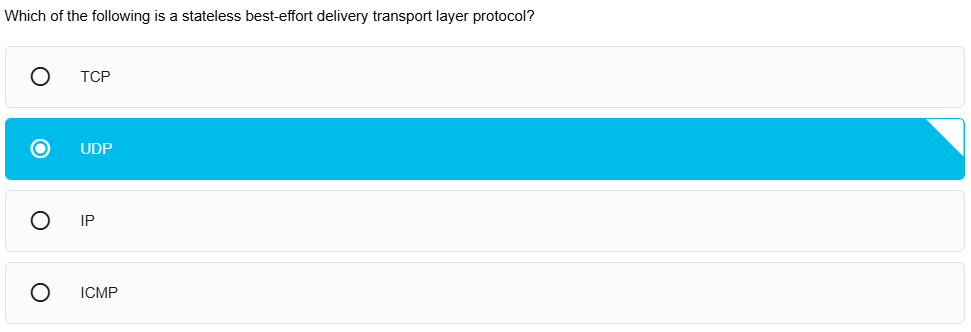 Which of the following is a stateless best-effort delivery transport layer protocol?
TCP
UDP
IP
ICMP